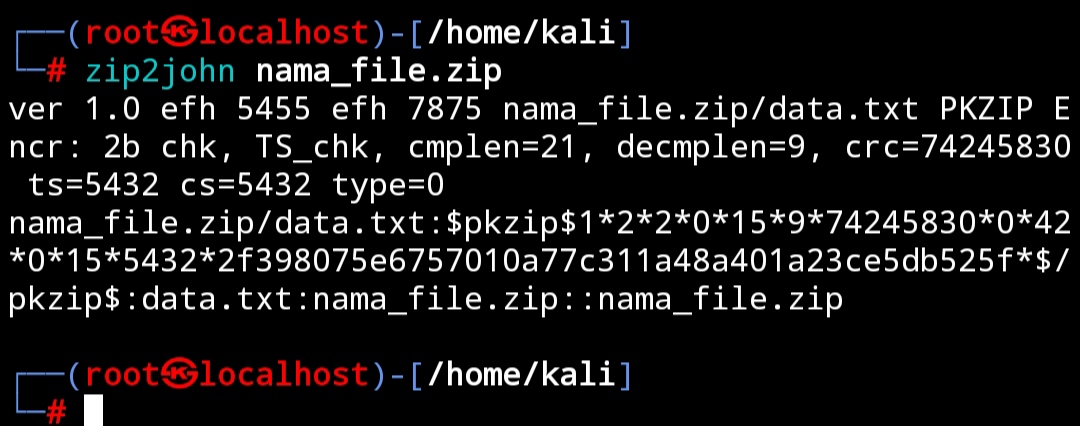 ┌──(root㉿localhost)-[/home/kali]
└─# zip2john nama_file.zip
ver 1.0 efh 5455 efh 7875 nama_file.zip/data.txt PKZIP E
ncr: 2b chk, TS_chk, cmplen=21, decmplen=9, crc=74245830
 ts=5432 cs=5432 type=0
nama_file.zip/data.txt:$pkzip$1*2*2*0*15*9*74245830*0*42
*0*15*5432*2f398075e6757010a77c311a48a401a23ce5db525f*$/
pkzip$:data.txt:nama_file.zip::nama_file.zip
┌──(root㉿localhost)-[/home/kali]
└─#